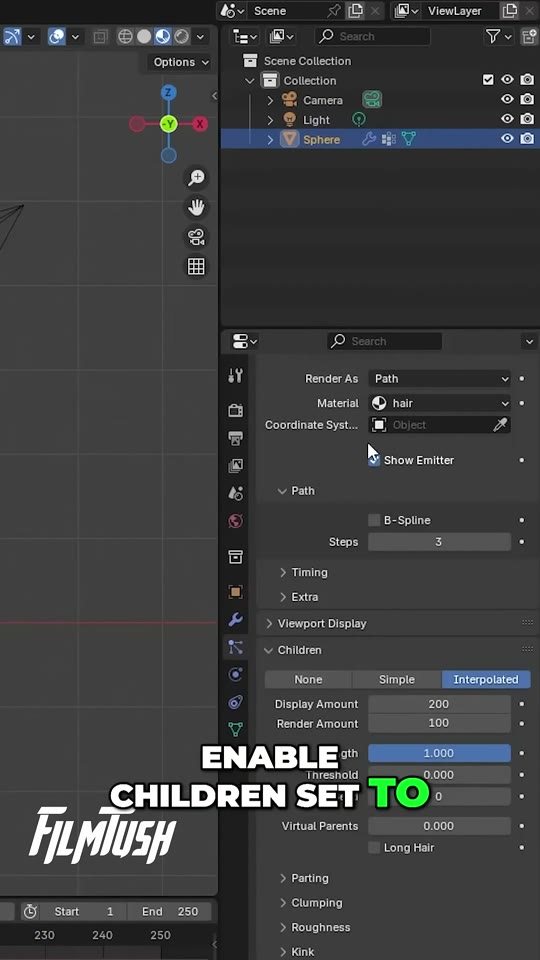 Scene
ViewLayer
Search
Options
Scene Collection
Collection
Camera
Light
Sphere
Z
-Y
X
Search
Render As
Path
Material
hair
Coordinate Syst...
Object
Show Emitter
Path
B-Spline
Steps
3
Timing
Extra
Viewport Display
Children
None
Simple
Interpolated
Display Amount
200
Render Amount
100
1.000
ENABLE
CHILDREN SET TO
Threshold
0.000
0
FILMTUSH
Virtual Parents
0.000
Long Hair
Parting
Clumping
Roughness
Kink
Start
1
End
250
230
240
250